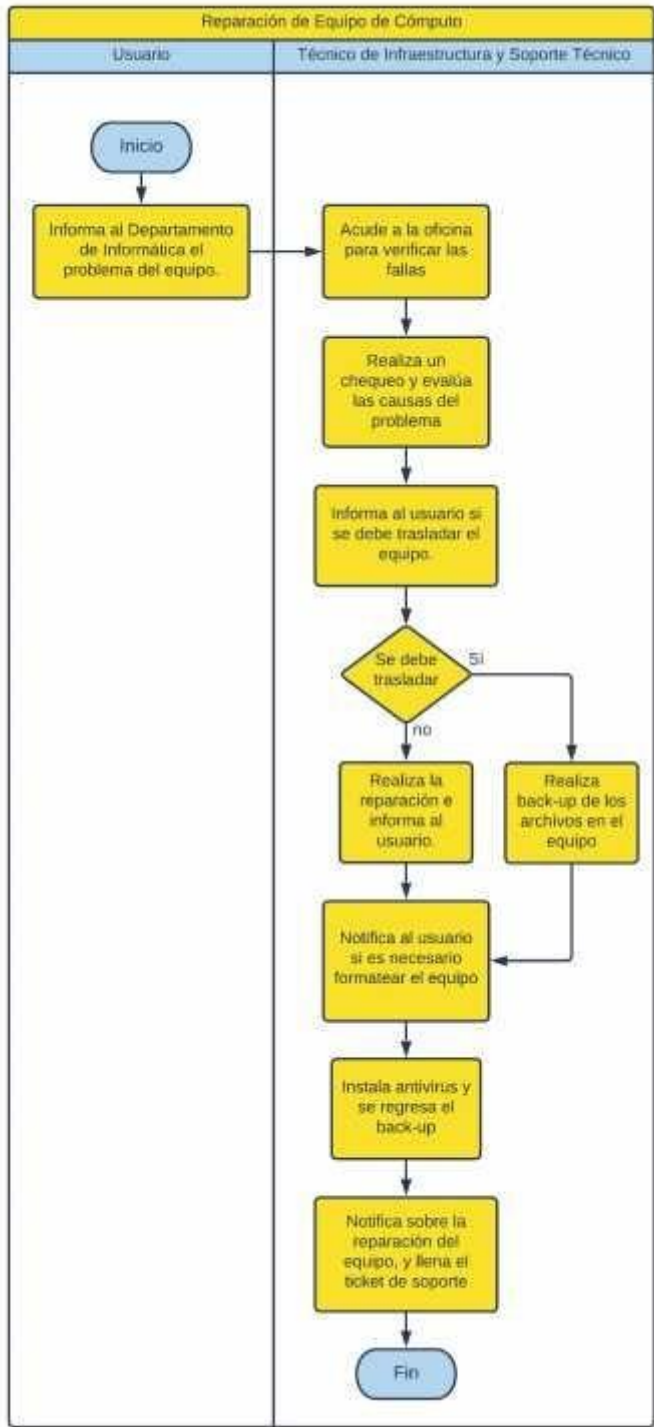 Reparación de Equipo de Cómputo
Usuario
Técnico de Infraestructura y Soporte Técnico
Inicio
Informa al Departamento
de Informática el
problema del equipo.
Acude a la oficina
para verificar las
fallas
Realiza un
chequeo y evalúa
las causas del
problema
Informa al usuario si
se debe trasladar el
equipo.
Se debe
trasladar
Si
no
Realiza la
reparación e
informa al
usuario.
Realiza
back-up de los
archivos en el
equipo
Notifica al usuario
si es necesario
formatear el equipo
Instala antivirus y
se regresa el
back-up
Notifica sobre la
reparación del
equipo, y llena el
ticket de soporte
Fin